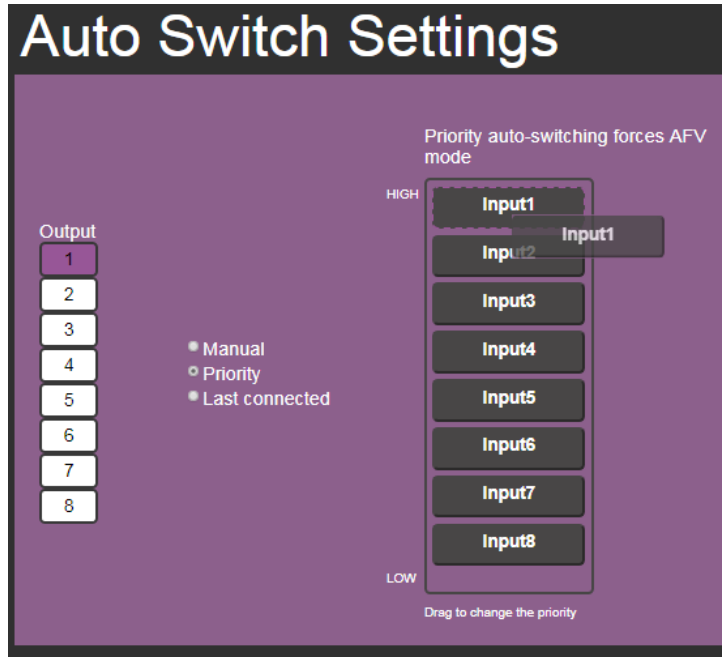 Auto Switch Settings
Priority auto-switching forces AFV
mode
HIGH
Input1
Input1
Input2
Input3
Input4
Input5
Input6
Input7
Input8
LOW
Drag to change the priority
Output
1
2
3
4
5
6
7
8
Manual
Priority
Last connected